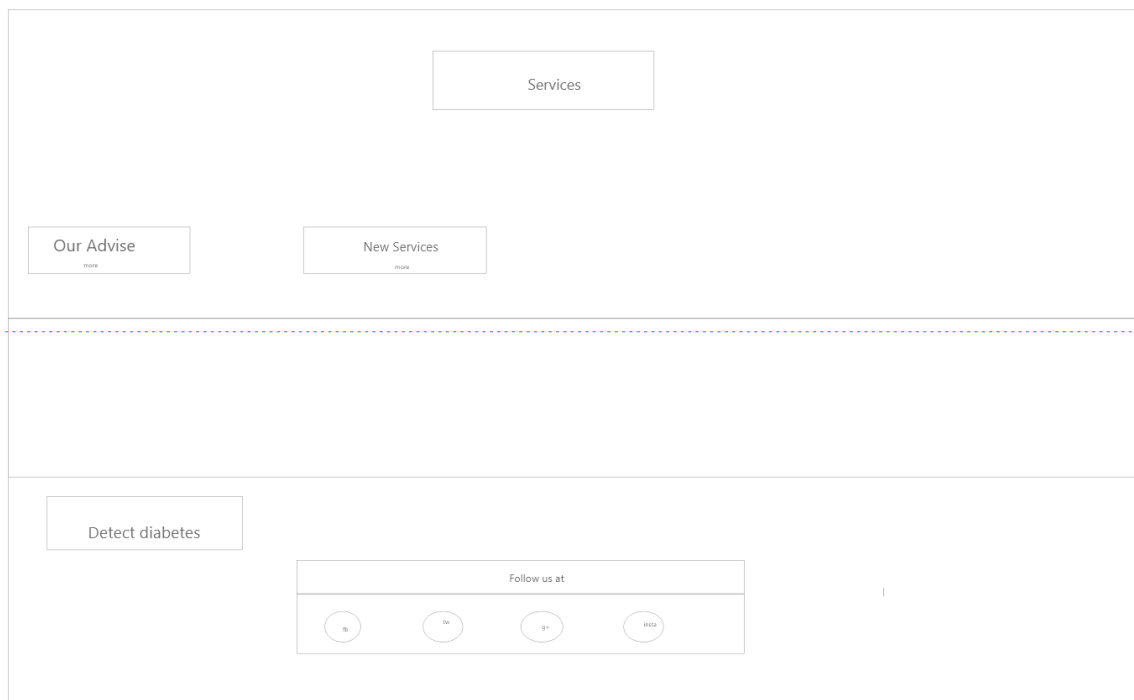 Services
Our Advise
more
New Services
more
Detect diabetes
Follow us at
fb
tw
g+
insta